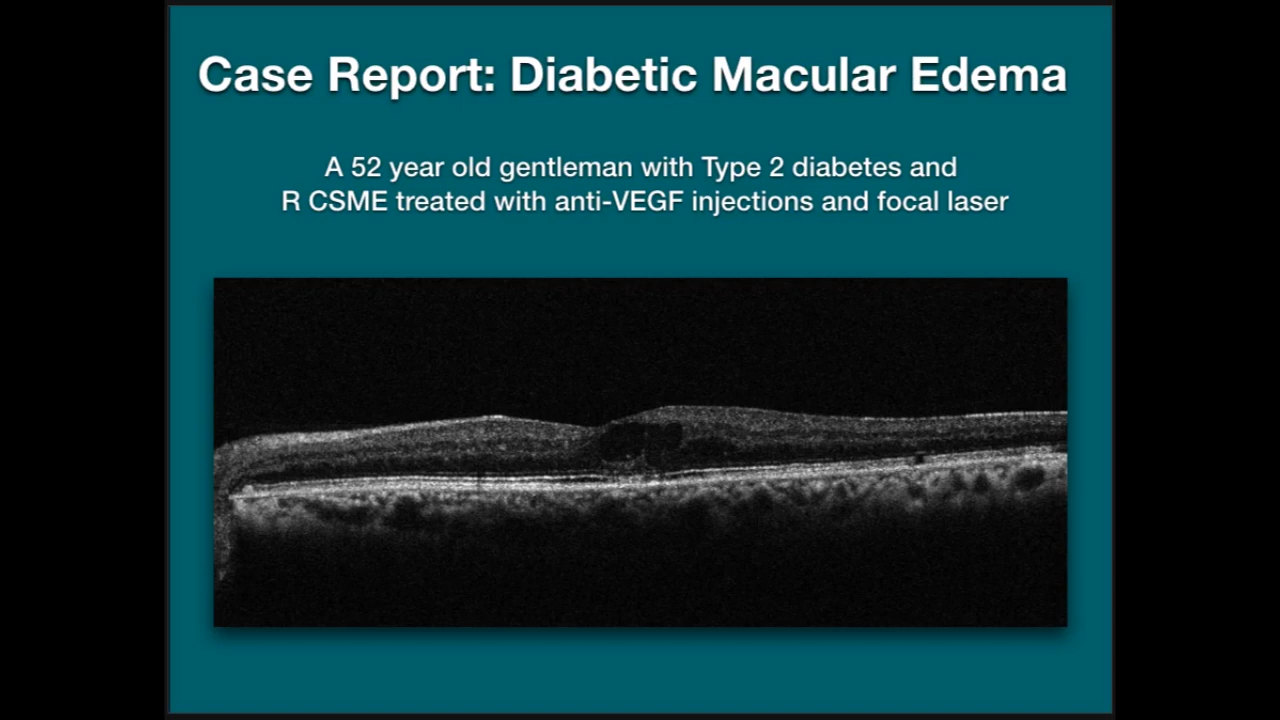 Case Report: Diabetic Macular Edema
A 52 year old gentleman with Type 2 diabetes and
R CSME treated with anti-VEGF injections and focal laser